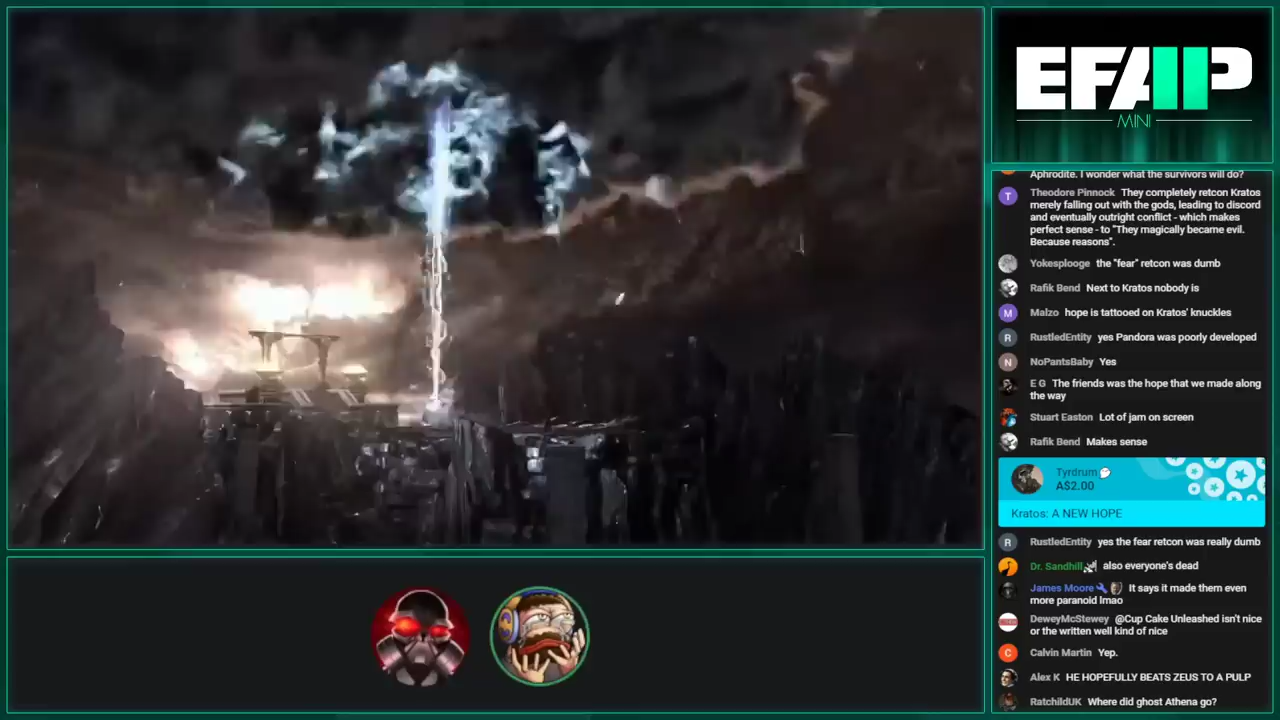 EFAP
MINI
Aphrodite. I wonder what the survivors will do?
Theodore Pinnock They completely retcon Kratos
merely falling out with the gods, leading to discord
and eventually outright conflict - which makes
perfect sense - to "They magically became evil.
Because reasons".
Yokesplooge the "fear" retcon was dumb
Rafik Bend Next to Kratos nobody is
Malzo hope is tattooed on Kratos' knuckles
RustledEntity yes Pandora was poorly developed
NoPantsBaby Yes
E G The friends was the hope that we made along
the way
Stuart Easton Lot of jam on screen
Rafik Bend Makes sense
Tyrdrum
A$2.00
Kratos: A NEW HOPE
RustledEntity yes the fear retcon was really dumb
Dr. Sandhill also everyone's dead
James Moore It says it made them even
more paranoid lmao
DeweyMcStewey @Cup Cake Unleashed isn't nice
or the written well kind of nice
Calvin Martin Yep.
Alex K HE HOPEFULLY BEATS ZEUS TO A PULP
RatchildUK Where did ghost Athena go?